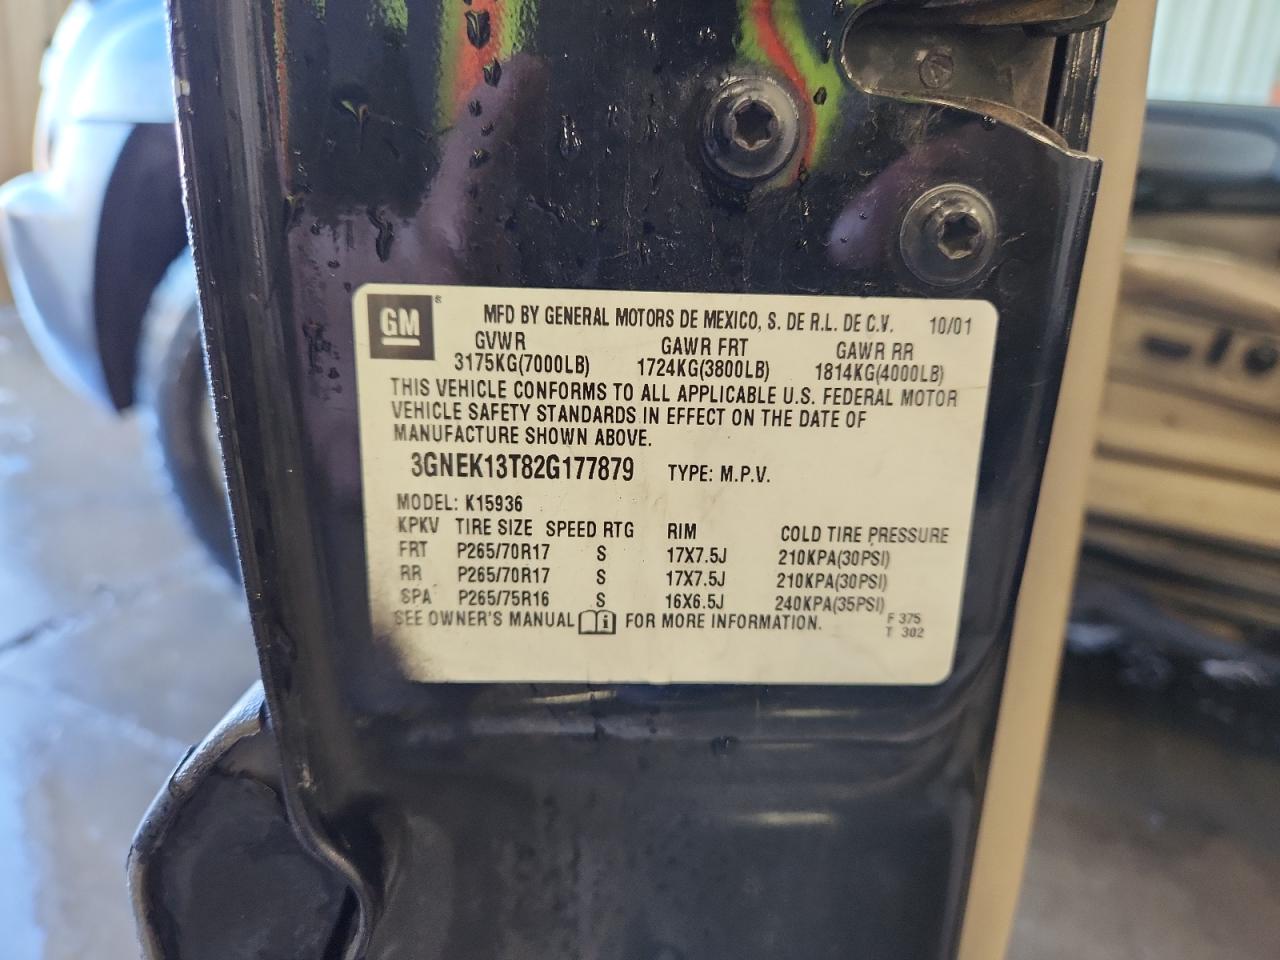 GM ®
MFD BY GENERAL MOTORS DE MEXICO, S. DE R.L. DE C.V. 10/01
GVWR GAWR FRT GAWR RR
3175KG(7000LB) 1724KG(3800LB) 1814KG(4000LB)
THIS VEHICLE CONFORMS TO ALL APPLICABLE U.S. FEDERAL MOTOR
VEHICLE SAFETY STANDARDS IN EFFECT ON THE DATE OF
MANUFACTURE SHOWN ABOVE.
3GNEK13T82G177879 TYPE: M.P.V.
MODEL: K15936
KPKV TIRE SIZE SPEED RTG RIM COLD TIRE PRESSURE
FRT P265/70R17 S 17X7.5J 210KPA(30PSI)
RR P265/70R17 S 17X7.5J 210KPA(30PSI)
SPA P265/75R16 S 16X6.5J 240KPA(35PSI)
SEE OWNER'S MANUAL FOR MORE INFORMATION. F 375
T 302